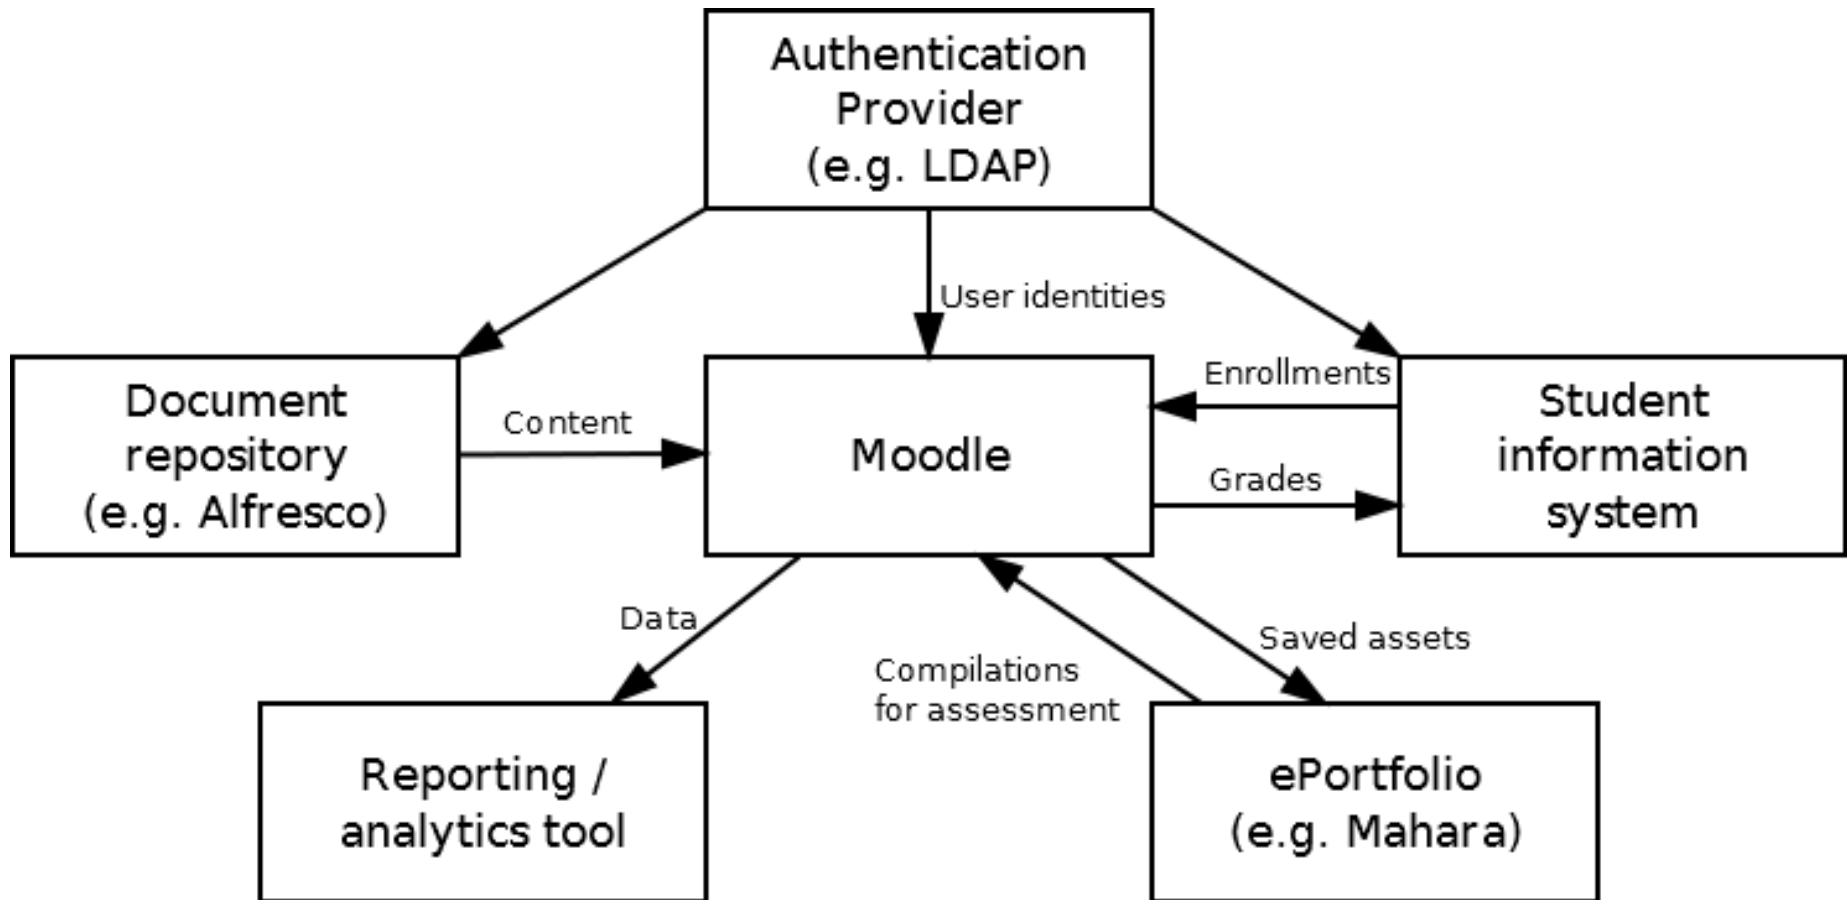 Authentication
Provider
(e.g. LDAP)
User identities
Document
repository
(e.g. Alfresco)
Content
Moodle
Enrollments
Grades
Student
information
system
Data
Compilations
for assessment
Saved assets
Reporting /
analytics tool
ePortfolio
(e.g. Mahara)